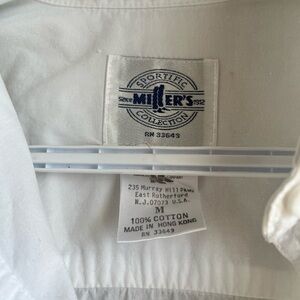 SPORTIFIC
SINCE MILLER'S 1912
COLLECTION
RN 33649
235 Murray Hill Pkwy
East Rutherford
N.J. 07073 U.S.A.
M
100% COTTON
MADE IN HONG KONG
RN 33649